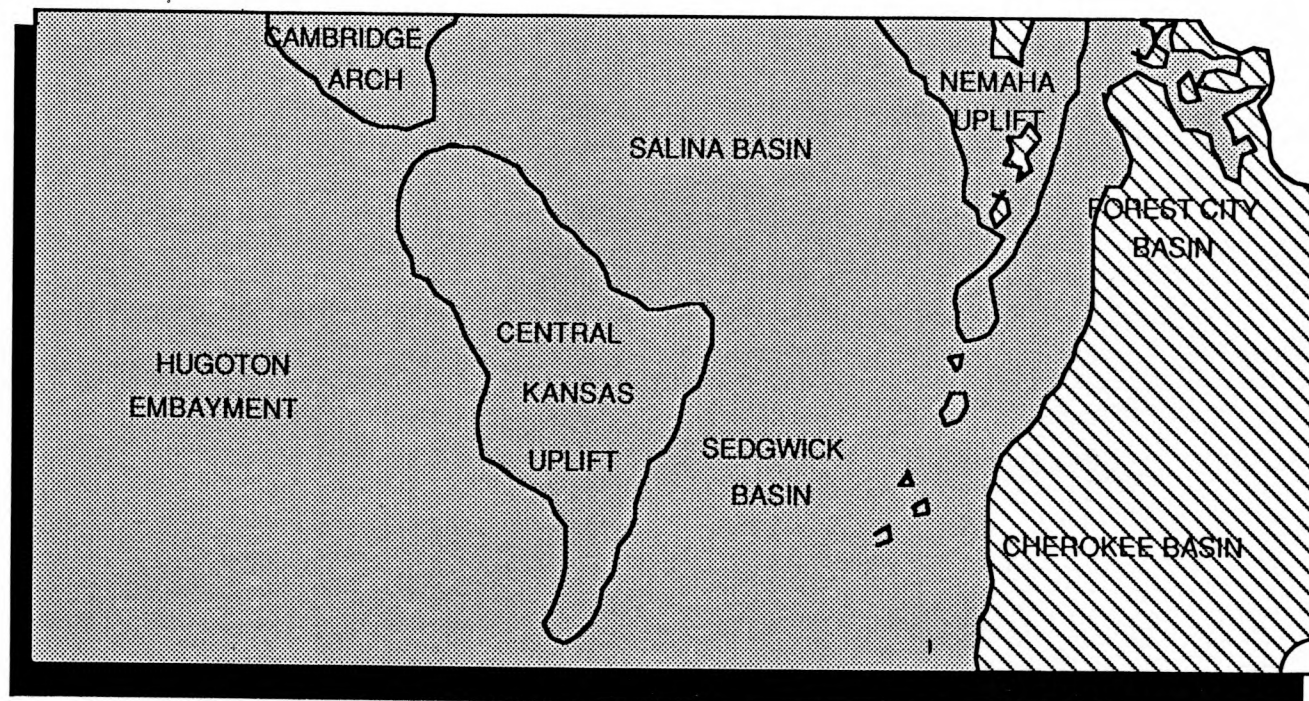 CAMBRIDGE
ARCH
NEMAHA
UPLIFT
SALINA BASIN
FOREST CITY
BASIN
CENTRAL
KANSAS
UPLIFT
HUGOTON
EMBAYMENT
SEDGWICK
BASIN
CHEROKEE BASIN